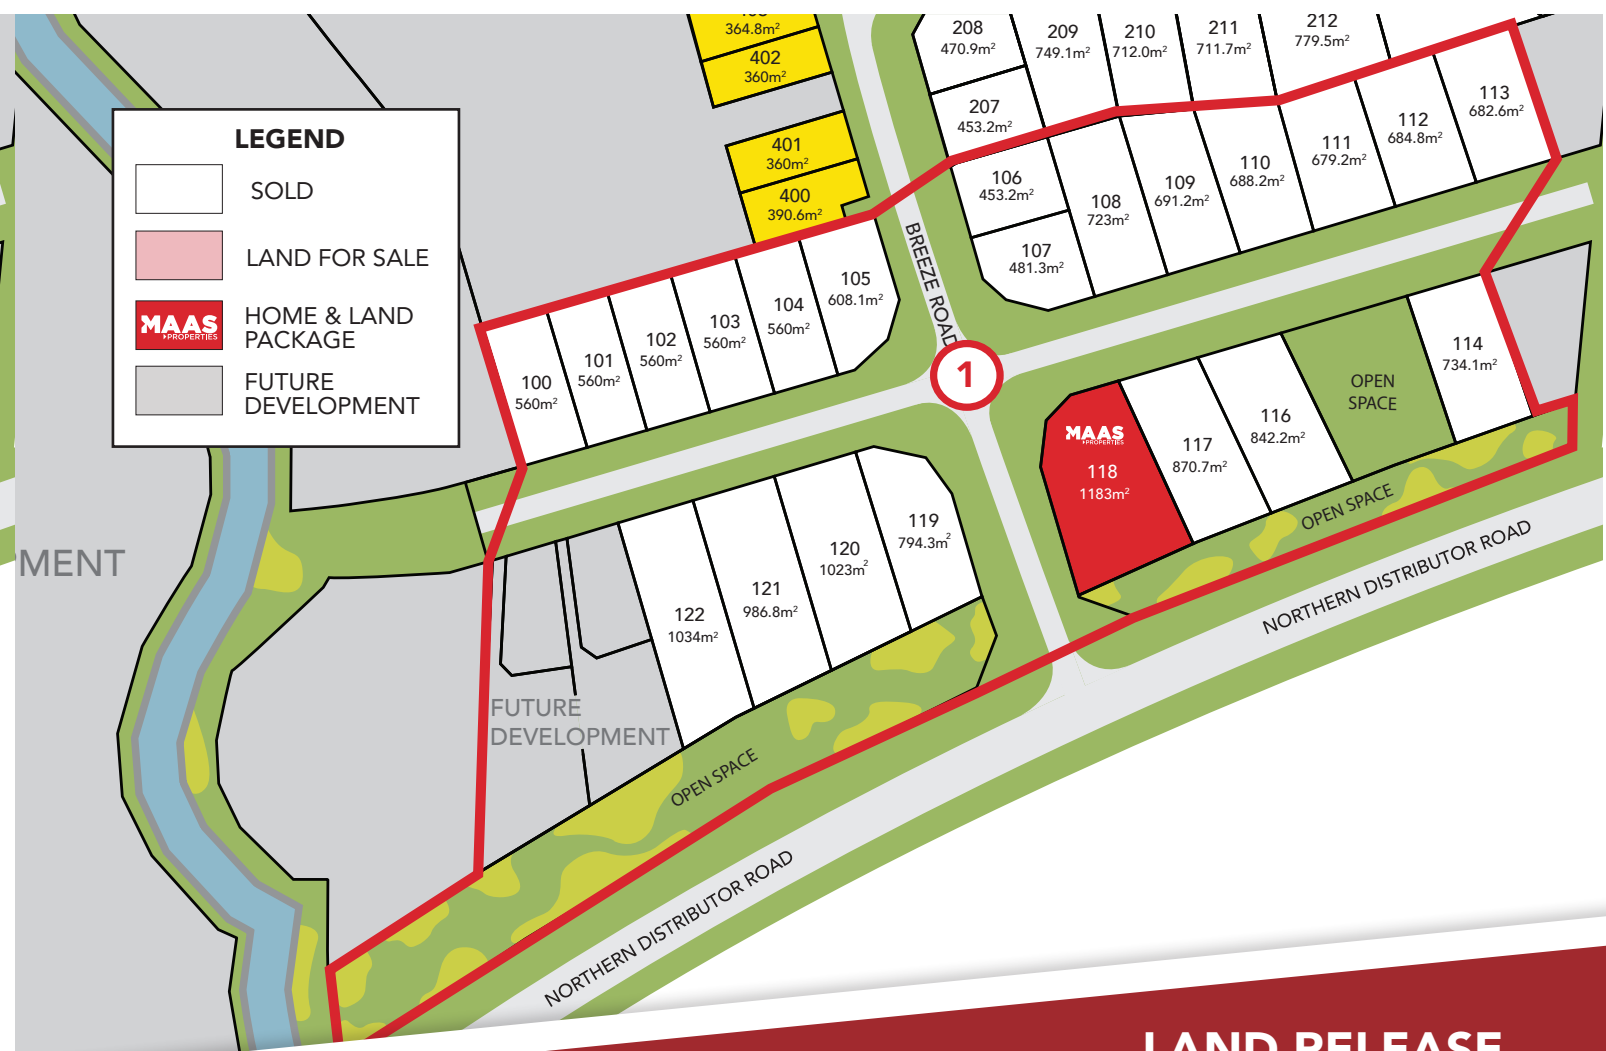 LEGEND
SOLD
LAND FOR SALE
MAAS
PROPERTIES
HOME & LAND
PACKAGE
FUTURE
DEVELOPMENT
364.8m²
402
360m²
401
360m²
400
390.6m²
208
470.9m²
209
749.1m²
210
712.0m²
211
711.7m²
212
779.5m²
207
453.2m²
106
453.2m²
107
481.3m²
108
723m²
109
691.2m²
110
688.2m²
111
679.2m²
112
684.8m²
113
682.6m²
BREEZE ROAD
100
560m²
101
560m²
102
560m²
103
560m²
104
560m²
105
608.1m²
1
114
734.1m²
OPEN
SPACE
116
842.2m²
117
870.7m²
MAAS
PROPERTIES
118
1183m²
OPEN SPACE
NORTHERN DISTRIBUTOR ROAD
119
794.3m²
120
1023m²
121
986.8m²
122
1034m²
MENT
FUTURE
DEVELOPMENT
OPEN SPACE
NORTHERN DISTRIBUTOR ROAD
LAND RELEASE